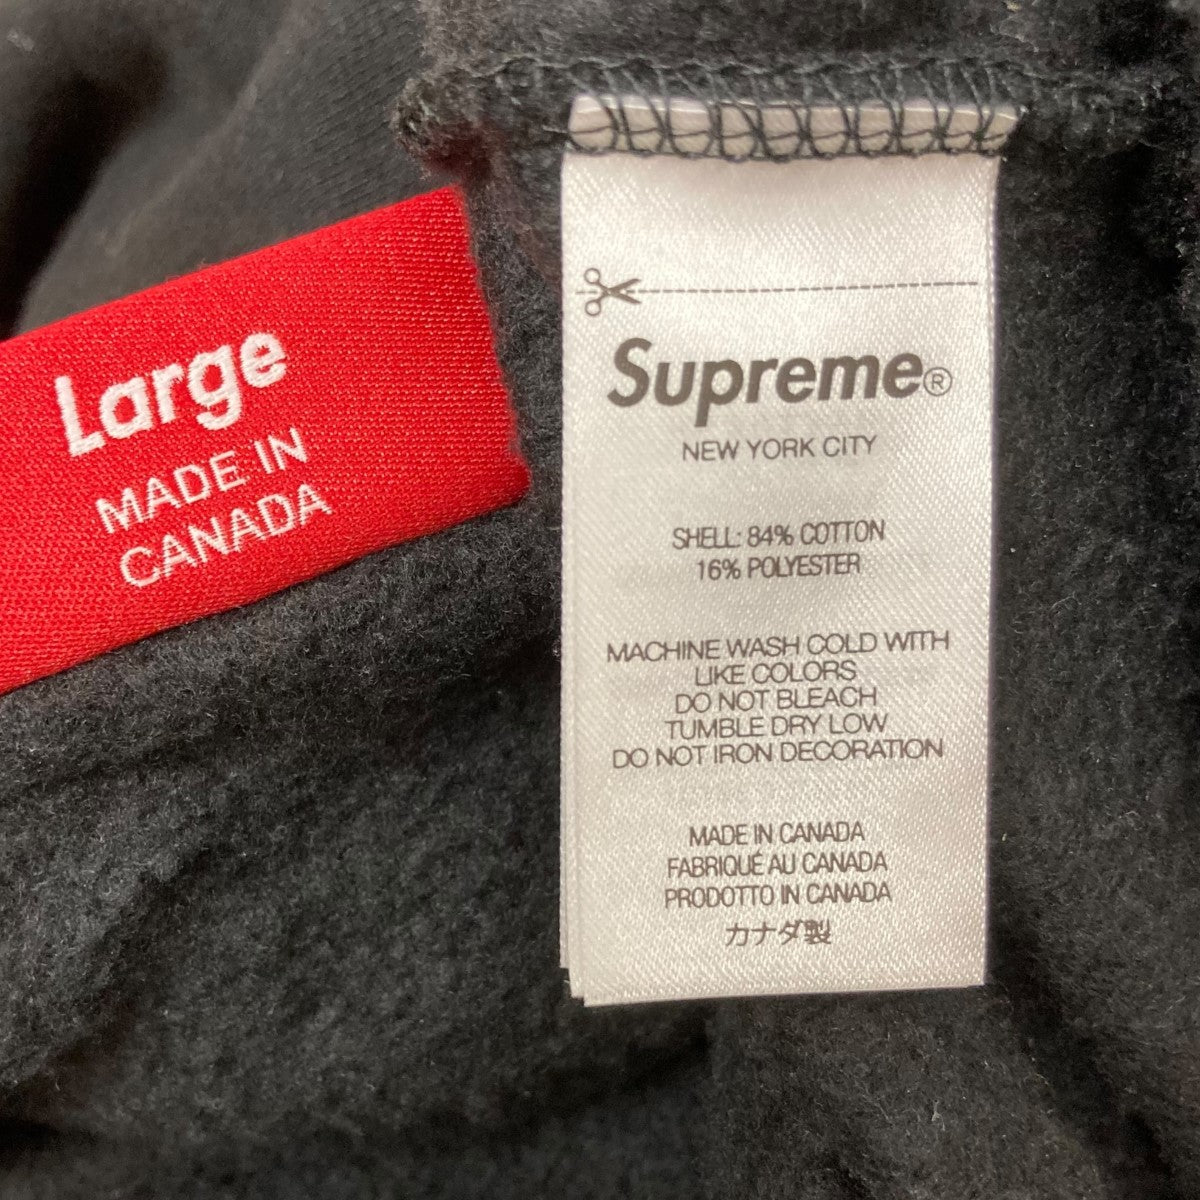 Large
MADE IN
CANADA
Supreme®
NEW YORK CITY
SHELL: 84% COTTON
16% POLYESTER
MACHINE WASH COLD WITH
LIKE COLORS
DO NOT BLEACH
TUMBLE DRY LOW
DO NOT IRON DECORATION
MADE IN CANADA
FABRIQUÉ AU CANADA
PRODOTTO IN CANADA
カナダ製